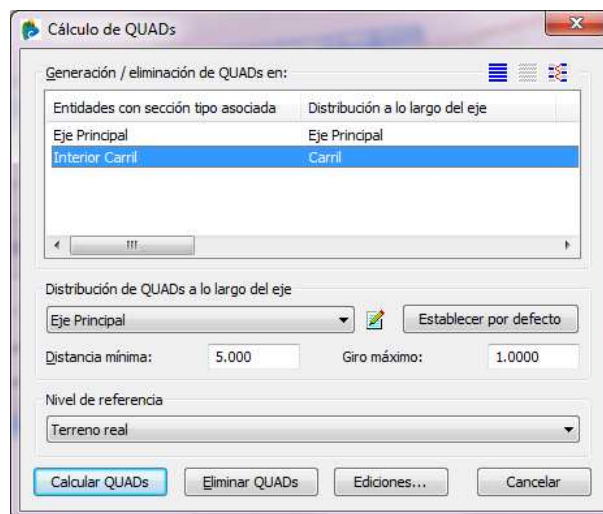 Cálculo de QUADs
Generación / eliminación de QUADs en:
Entidades con sección tipo asociada Distribución a lo largo del eje
Eje Principal Eje Principal
Interior Carril Carril
Distribución de QUADs a lo largo del eje
Eje Principal Establecer por defecto
Distancia mínima: 5.000 Giro máximo: 1.0000
Nivel de referencia
Terreno real
Calcular QUADs Eliminar QUADs Ediciones... Cancelar